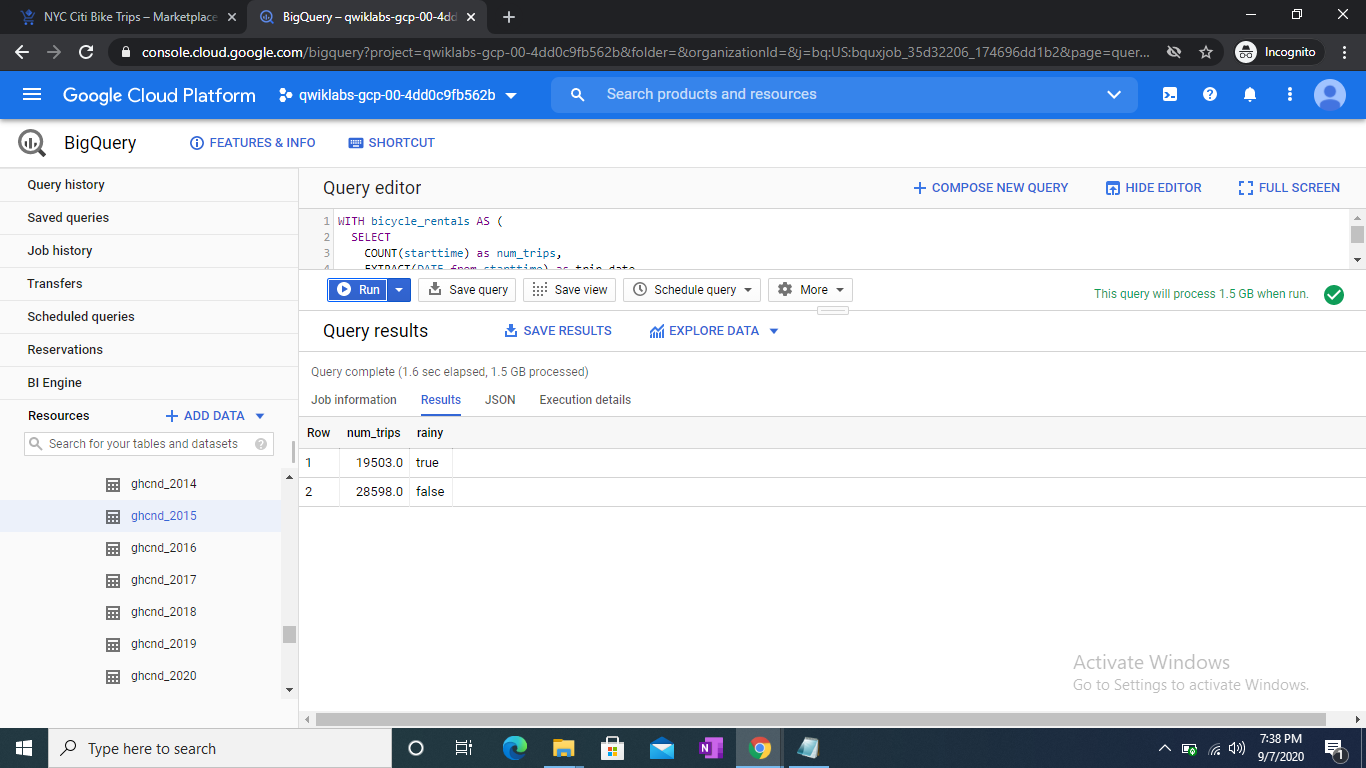 NYC Citi Bike Trips – Marketplace
BigQuery – qwiklabs-gcp-00-4dd
console.cloud.google.com/bigquery?project=qwiklabs-gcp-00-4dd0c9fb562b&folder=&organizationId=&j=bq:US:bquxjob_35d32206_174696dd1b2&page=quer...
Incognito
Google Cloud Platform
qwiklabs-gcp-00-4dd0c9fb562b
Search products and resources
BigQuery
FEATURES & INFO
SHORTCUT
Query history
Saved queries
Job history
Transfers
Scheduled queries
Reservations
BI Engine
Resources
ADD DATA
Search for your tables and datasets
ghcnd_2014
ghcnd_2015
ghcnd_2016
ghcnd_2017
ghcnd_2018
ghcnd_2019
ghcnd_2020
Query editor
COMPOSE NEW QUERY
HIDE EDITOR
FULL SCREEN
1 WITH bicycle_rentals AS (
2 SELECT
3 COUNT(starttime) as num_trips,
4 EXTRACT(DATE from starttime) as trip_date
Run
Save query
Save view
Schedule query
More
This query will process 1.5 GB when run.
Query results
SAVE RESULTS
EXPLORE DATA
Query complete (1.6 sec elapsed, 1.5 GB processed)
Job information Results JSON Execution details
Row num_trips rainy
1 19503.0 true
2 28598.0 false
Activate Windows
Go to Settings to activate Windows.
Type here to search
N
7:38 PM
9/7/2020
1